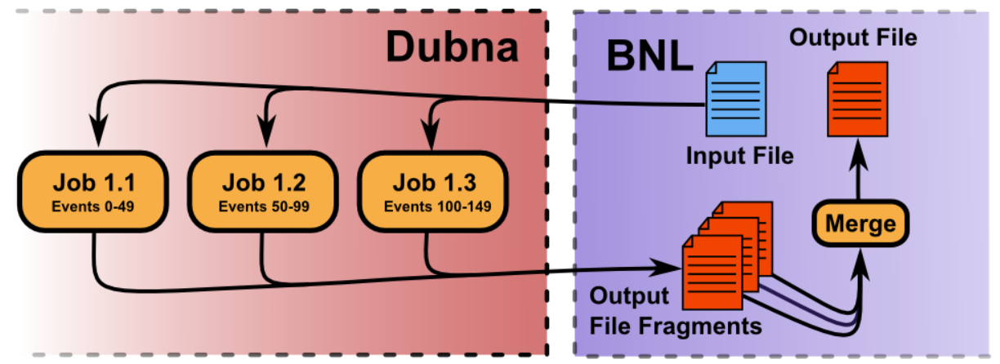 Dubna
BNL
Output File
Input File
Job 1.1
Events 0-49
Job 1.2
Events 50-99
Job 1.3
Events 100-149
Merge
Output
File Fragments